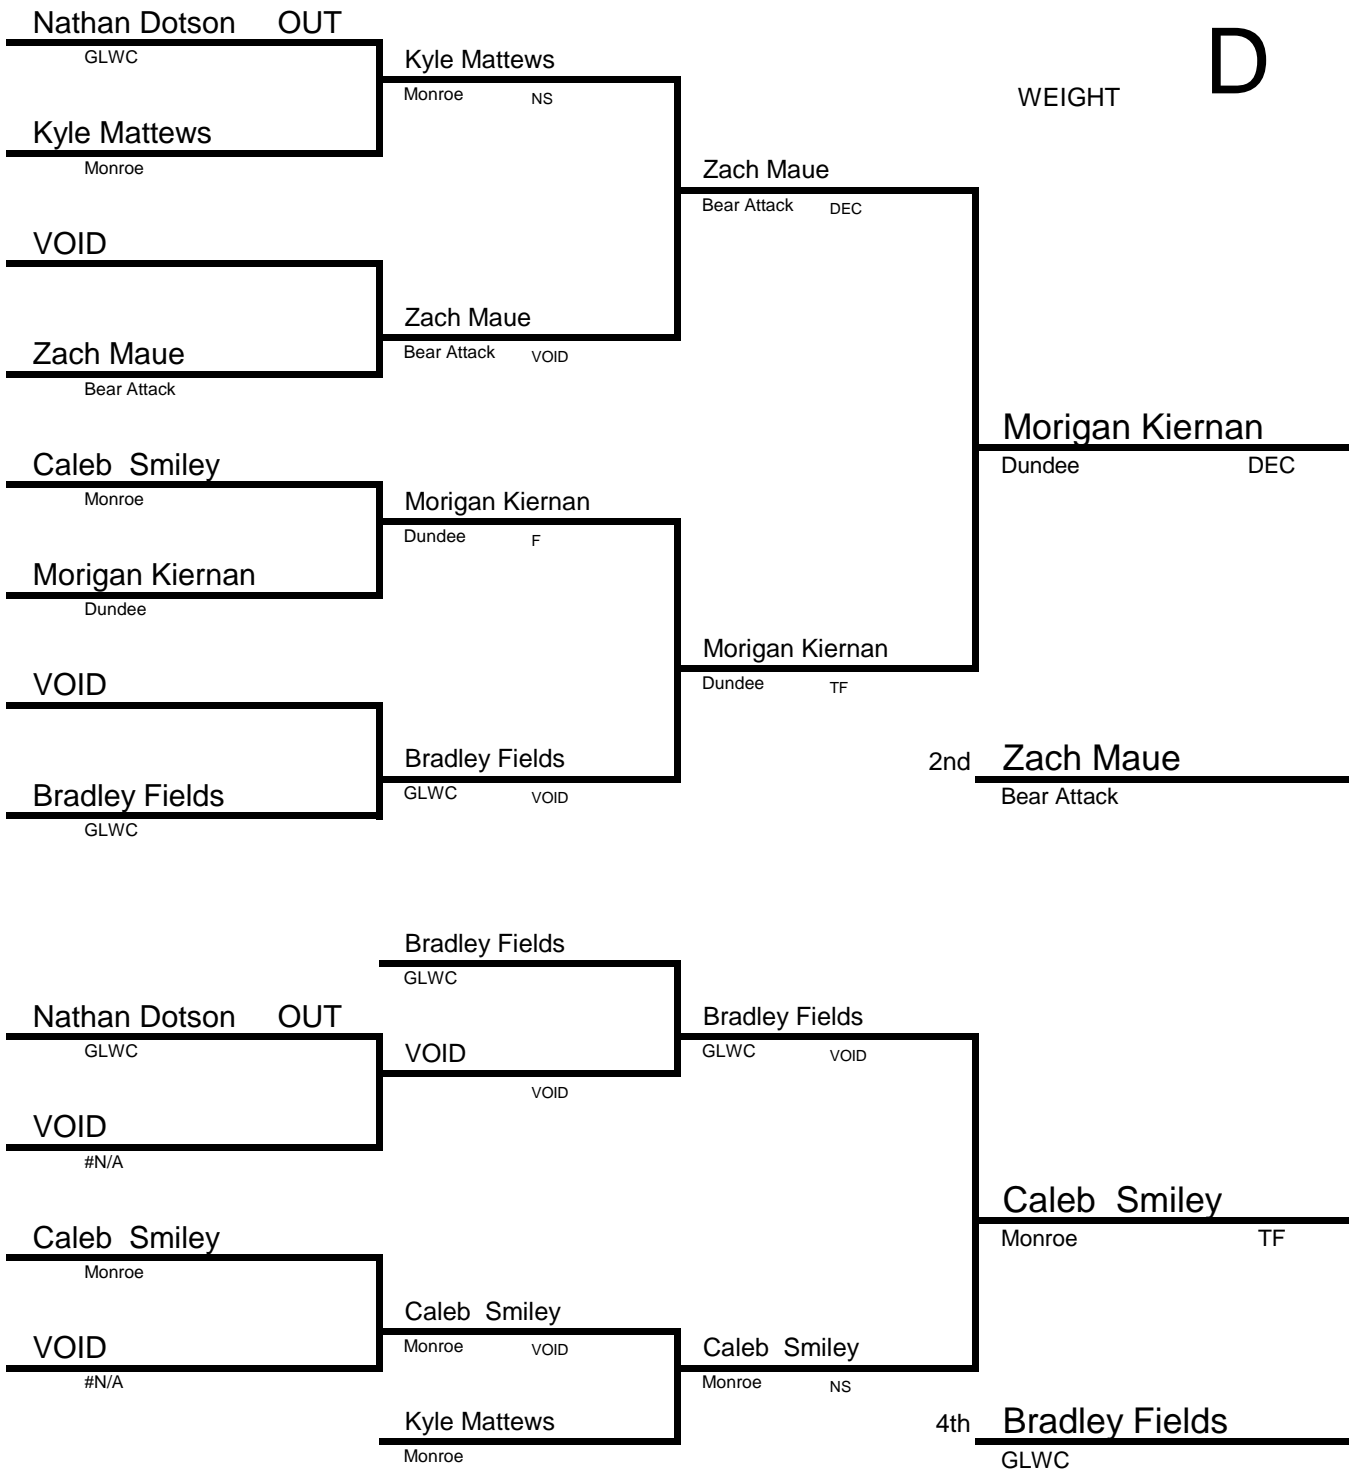 Nathan Dotson OUT
GLWC
Kyle Mattews
Monroe NS
D
WEIGHT
Kyle Mattews
Monroe
Zach Maue
Bear Attack DEC
VOID
Zach Maue
Bear Attack VOID
Zach Maue
Bear Attack
Morigan Kiernan
Dundee DEC
Caleb Smiley
Monroe
Morigan Kiernan
Dundee F
Morigan Kiernan
Dundee
Morigan Kiernan
Dundee TF
VOID
Bradley Fields
GLWC VOID
2nd Zach Maue
Bear Attack
Bradley Fields
GLWC
Bradley Fields
GLWC
Nathan Dotson OUT
GLWC
Bradley Fields
GLWC VOID
VOID
VOID
VOID
#N/A
Caleb Smiley
Monroe TF
Caleb Smiley
Monroe
Caleb Smiley
Monroe VOID
VOID
#N/A
Caleb Smiley
Monroe NS
Kyle Mattews
Monroe
4th Bradley Fields
GLWC